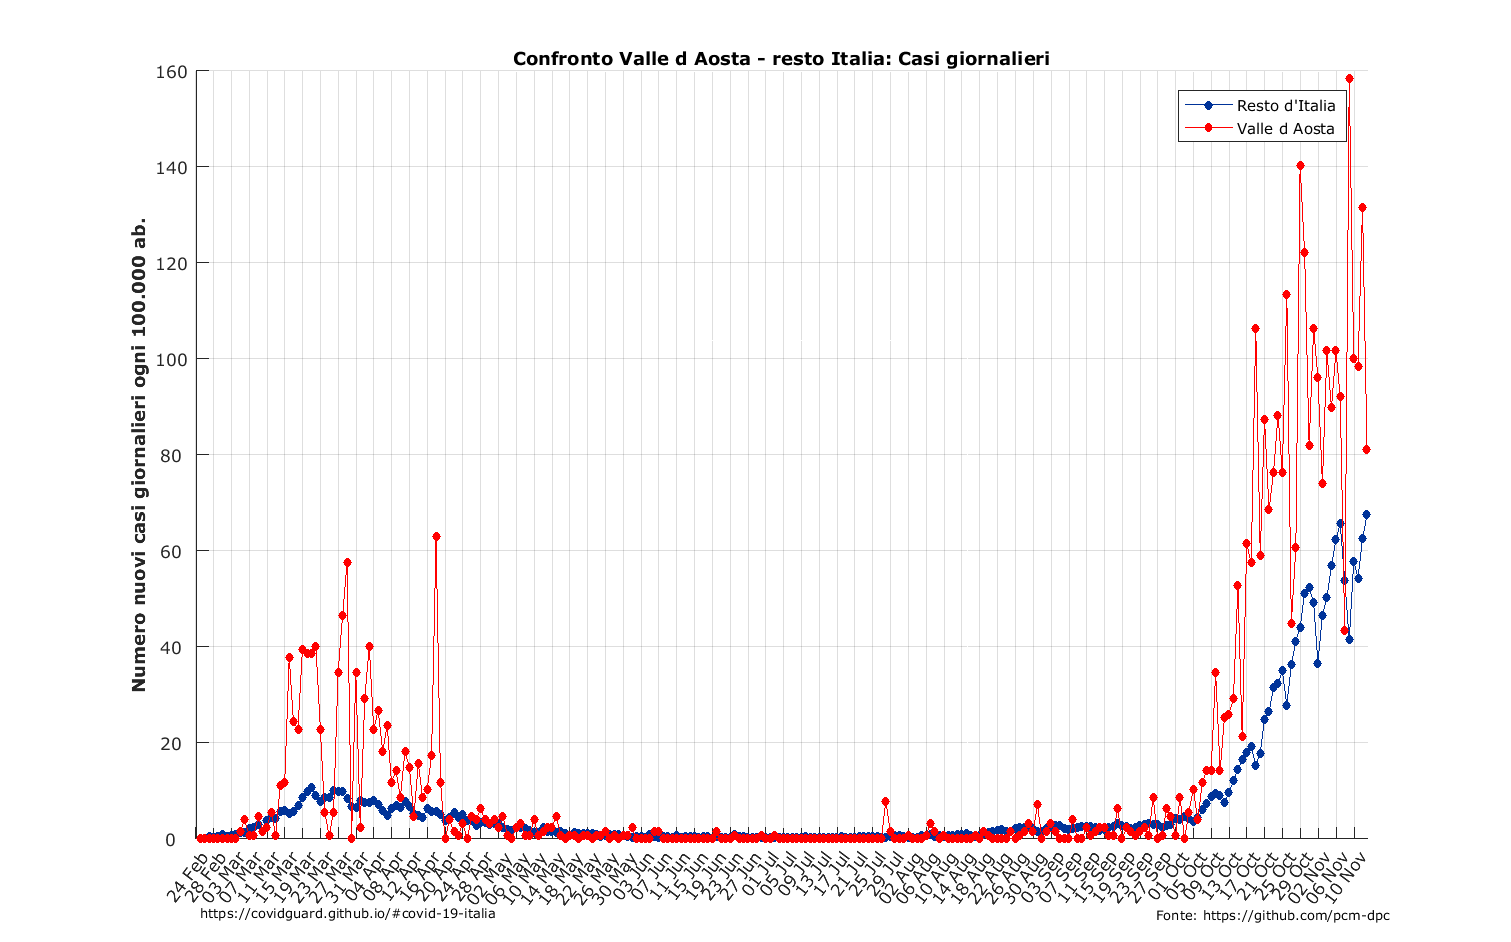 Confronto Valle d Aosta - resto Italia: Casi giornalieri
Resto d'Italia
Valle d Aosta
Numero nuovi casi giornalieri ogni 100.000 ab.
160
140
120
100
80
60
40
20
0
24 Feb
28 Feb
03 Mar
07 Mar
11 Mar
15 Mar
19 Mar
23 Mar
27 Mar
31 Mar
04 Apr
08 Apr
12 Apr
16 Apr
20 Apr
24 Apr
28 Apr
02 May
06 May
10 May
14 May
18 May
22 May
26 May
30 May
03 Jun
07 Jun
11 Jun
15 Jun
19 Jun
23 Jun
27 Jun
01 Jul
05 Jul
09 Jul
13 Jul
17 Jul
21 Jul
25 Jul
29 Jul
02 Aug
06 Aug
10 Aug
14 Aug
18 Aug
22 Aug
26 Aug
30 Aug
03 Sep
07 Sep
11 Sep
15 Sep
19 Sep
23 Sep
27 Sep
01 Oct
05 Oct
09 Oct
13 Oct
17 Oct
21 Oct
25 Oct
29 Oct
02 Nov
06 Nov
10 Nov
https://covidguard.github.io/#covid-19-italia
Fonte: https://github.com/pcm-dpc